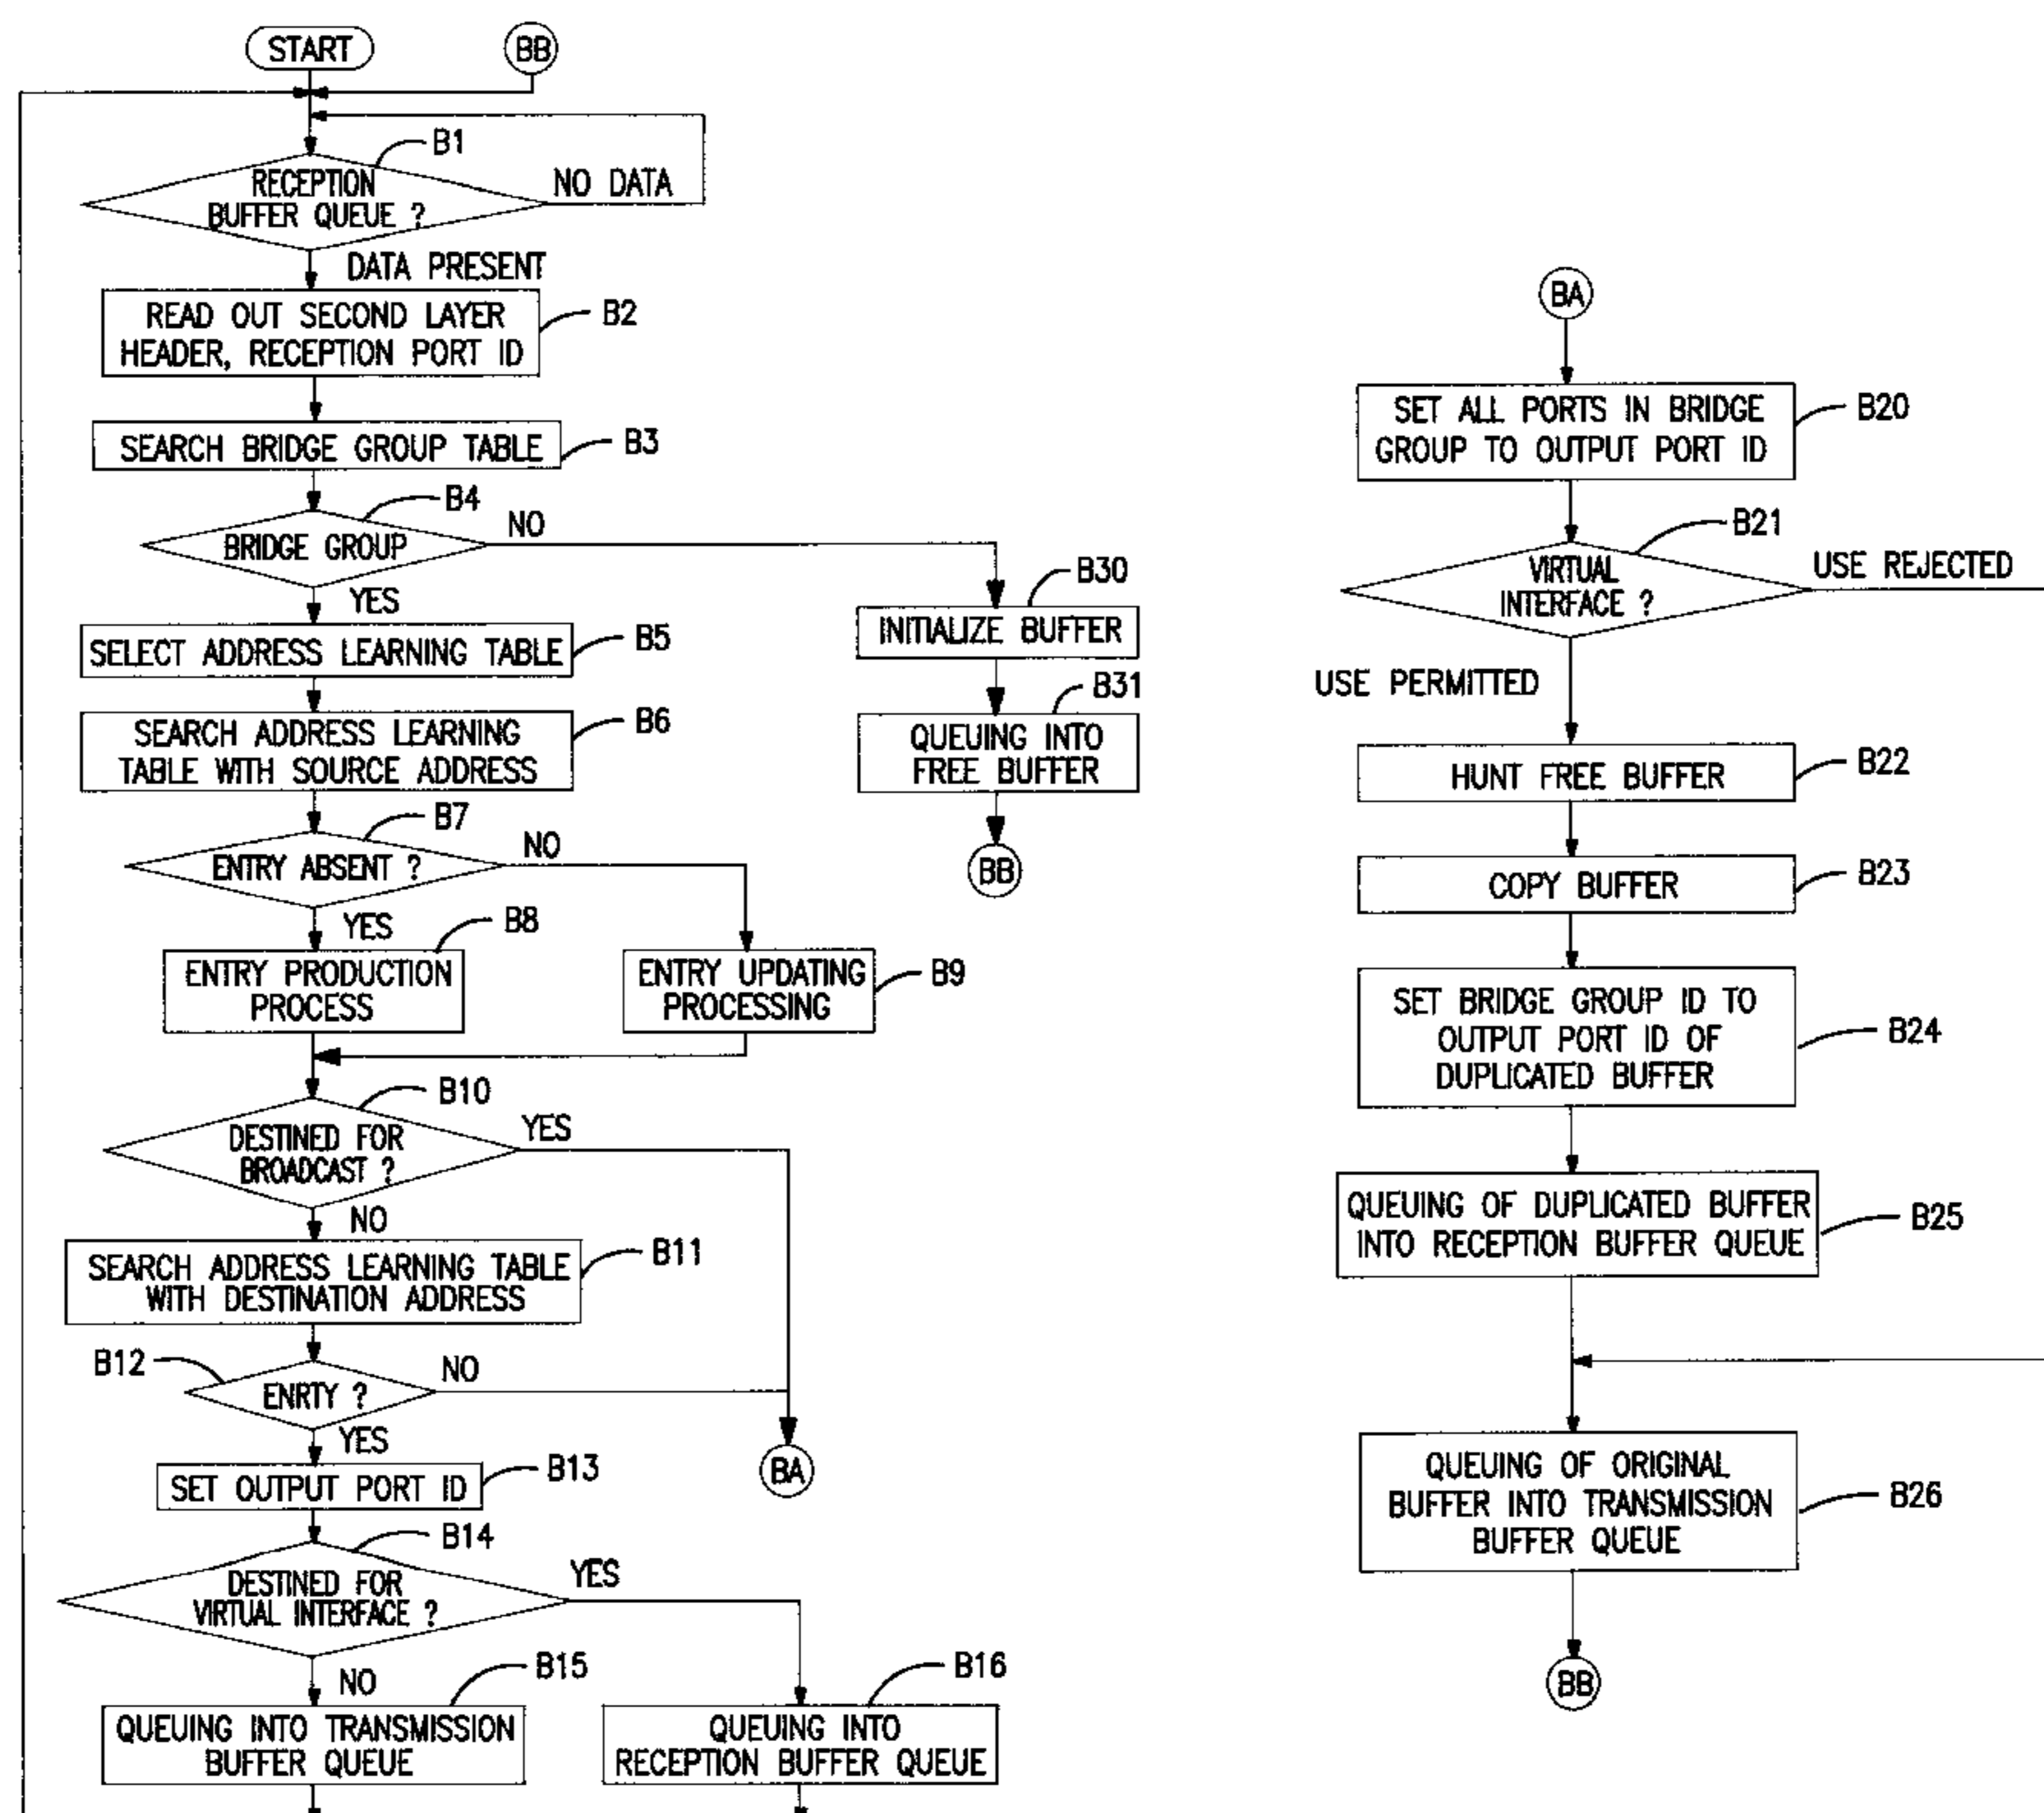 START
BB
B1
RECEPTION
BUFFER QUEUE ?
NO DATA
DATA PRESENT
READ OUT SECOND LAYER
HEADER, RECEPTION PORT ID
B2
SEARCH BRIDGE GROUP TABLE
B3
B4
BRIDGE GROUP
NO
YES
SELECT ADDRESS LEARNING TABLE
B5
SEARCH ADDRESS LEARNING
TABLE WITH SOURCE ADDRESS
B6
B7
ENTRY ABSENT ?
NO
YES
B8
ENTRY PRODUCTION
PROCESS
ENTRY UPDATING
PROCESSING
B9
B10
DESTINED FOR
BROADCAST ?
YES
NO
SEARCH ADDRESS LEARNING TABLE
WITH DESTINATION ADDRESS
B11
B12
ENRTY ?
NO
YES
BA
SET OUTPUT PORT ID
B13
B14
DESTINED FOR
VIRTUAL INTERFACE ?
YES
NO
B15
QUEUING INTO TRANSMISSION
BUFFER QUEUE
B16
QUEUING INTO
RECEPTION BUFFER QUEUE
B30
INITIALIZE BUFFER
B31
QUEUING INTO
FREE BUFFER
BB
BA
SET ALL PORTS IN BRIDGE
GROUP TO OUTPUT PORT ID
B20
B21
VIRTUAL
INTERFACE ?
USE REJECTED
USE PERMITTED
HUNT FREE BUFFER
B22
COPY BUFFER
B23
SET BRIDGE GROUP ID TO
OUTPUT PORT ID OF
DUPLICATED BUFFER
B24
QUEUING OF DUPLICATED BUFFER
INTO RECEPTION BUFFER QUEUE
B25
QUEUING OF ORIGINAL
BUFFER INTO TRANSMISSION
BUFFER QUEUE
B26
BB